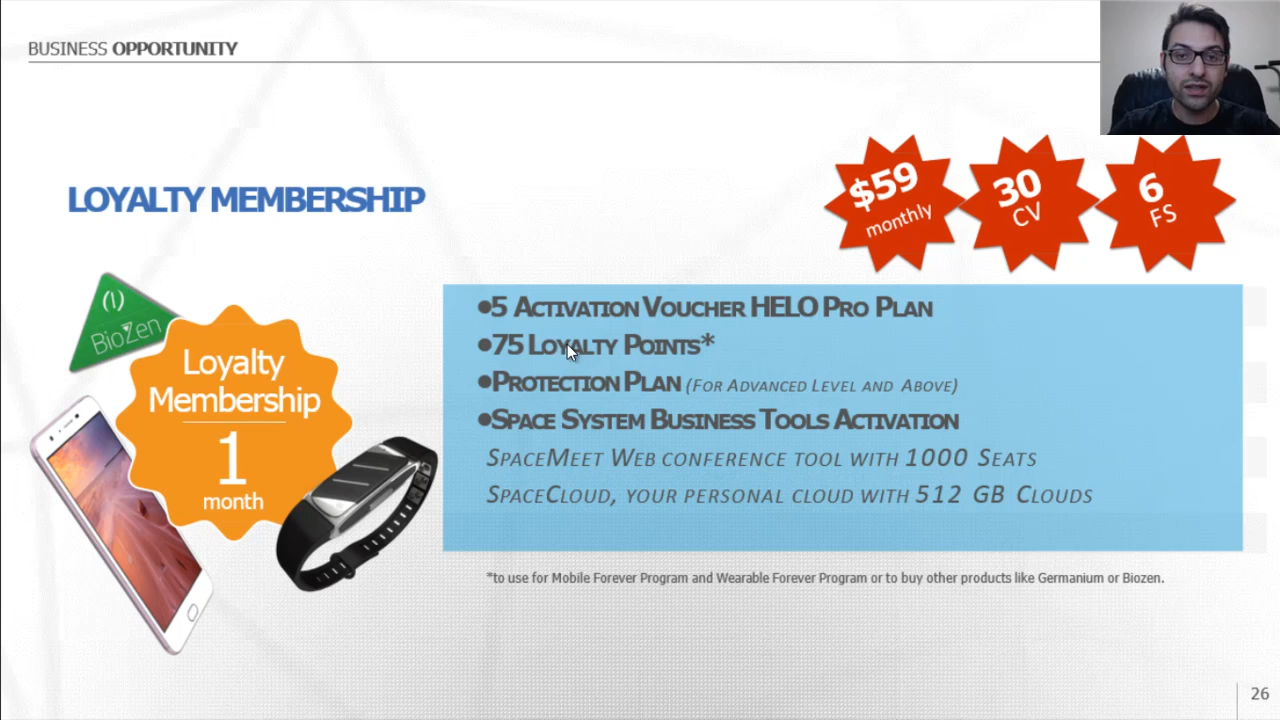 BUSINESS OPPORTUNITY
LOYALTY MEMBERSHIP
$59
monthly
30
CV
6
FS
BioZen
Loyalty
Membership
1
month
•5 ACTIVATION VOUCHER HELO PRO PLAN
•75 LOYALTY POINTS*
•PROTECTION PLAN (FOR ADVANCED LEVEL AND ABOVE)
•SPACE SYSTEM BUSINESS TOOLS ACTIVATION
SPACEMEET WEB CONFERENCE TOOL WITH 1000 SEATS
SPACECLOUD, YOUR PERSONAL CLOUD WITH 512 GB CLOUDS
*to use for Mobile Forever Program and Wearable Forever Program or to buy other products like Germanium or Biozen.
26